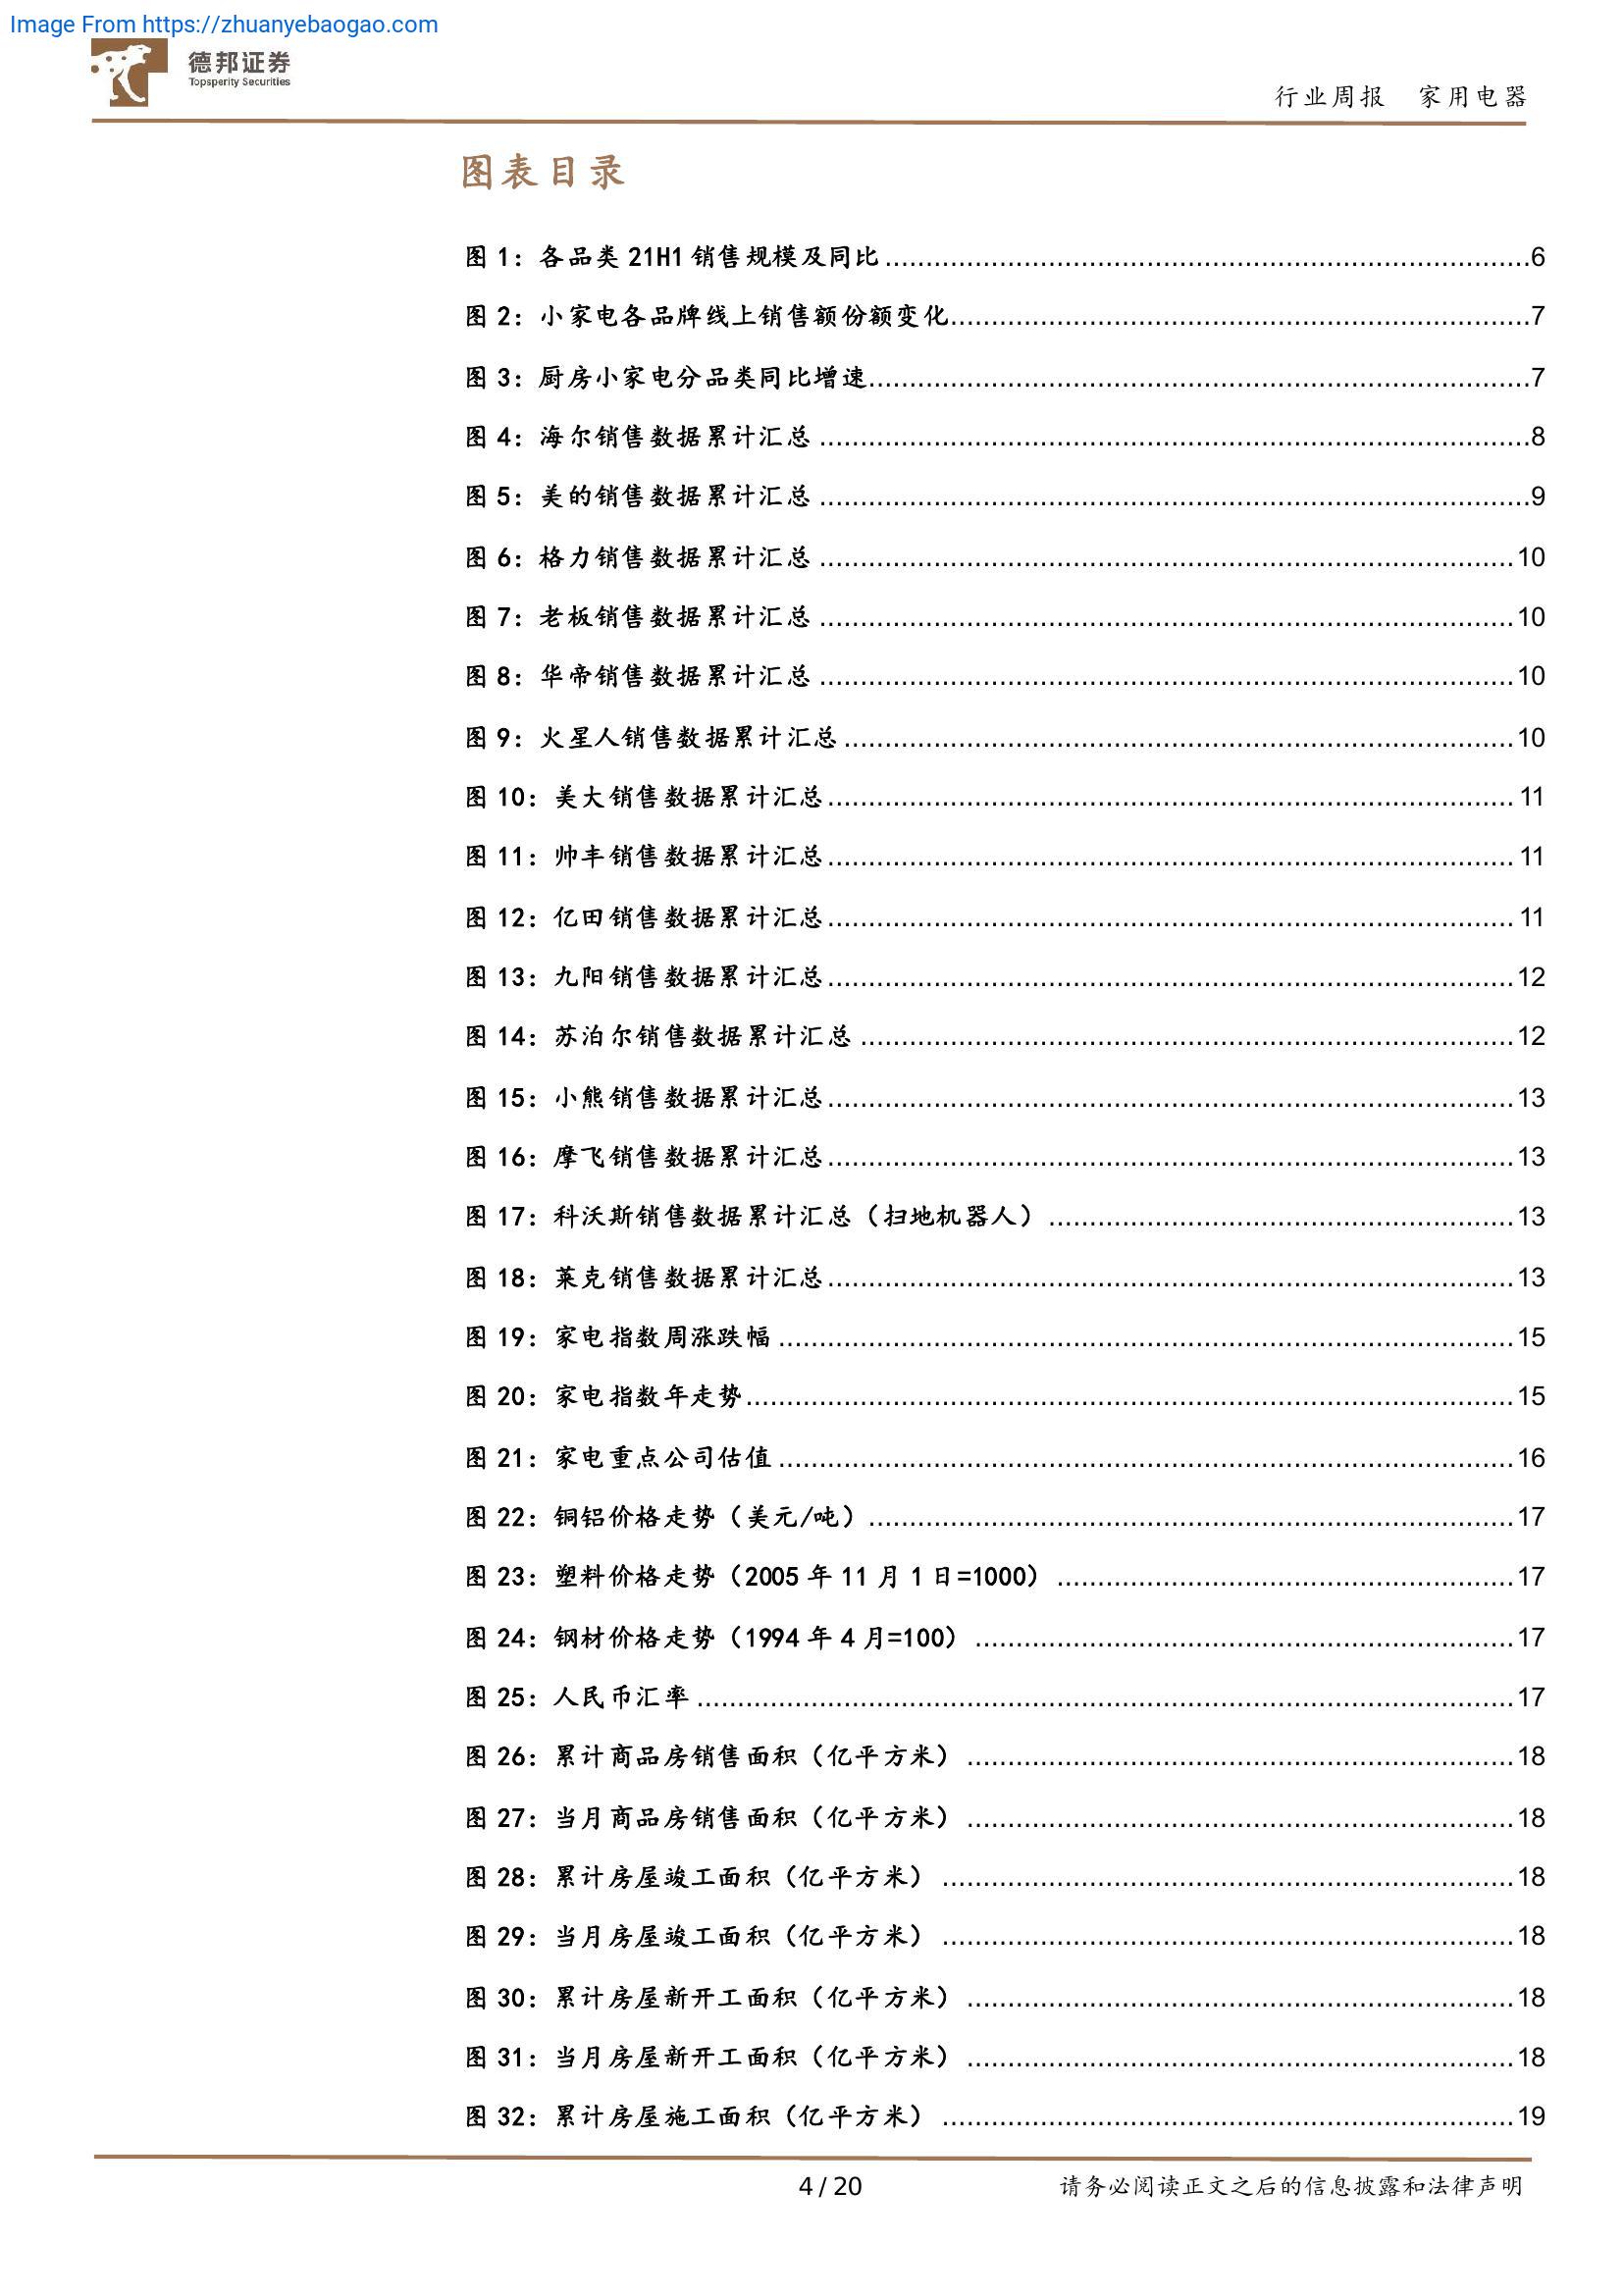 Image From https://zhuanyebaogao.com
德邦证券
Topsperity Securities
行业周报 家用电器
图表目录
图 1：各品类 21H1 销售规模及同比................................................................................6
图 2：小家电各品牌线上销售额份额变化........................................................................7
图 3：厨房小家电分品类同比增速..................................................................................7
图 4：海尔销售数据累计汇总........................................................................................8
图 5：美的销售数据累计汇总........................................................................................9
图 6：格力销售数据累计汇总......................................................................................10
图 7：老板销售数据累计汇总......................................................................................10
图 8：华帝销售数据累计汇总......................................................................................10
图 9：火星人销售数据累计汇总...................................................................................10
图 10：美大销售数据累计汇总.....................................................................................11
图 11：帅丰销售数据累计汇总.....................................................................................11
图 12：亿田销售数据累计汇总.....................................................................................11
图 13：九阳销售数据累计汇总.....................................................................................12
图 14：苏泊尔销售数据累计汇总.................................................................................12
图 15：小熊销售数据累计汇总.....................................................................................13
图 16：摩飞销售数据累计汇总.....................................................................................13
图 17：科沃斯销售数据累计汇总（扫地机器人）.........................................................13
图 18：莱克销售数据累计汇总.....................................................................................13
图 19：家电指数周涨跌幅...........................................................................................15
图 20：家电指数年走势...............................................................................................15
图 21：家电重点公司估值...........................................................................................16
图 22：铜铝价格走势（美元/吨）................................................................................17
图 23：塑料价格走势（2005 年 11 月 1 日=1000）........................................................17
图 24：钢材价格走势（1994 年 4 月=100）...................................................................17
图 25：人民币汇率.....................................................................................................17
图 26：累计商品房销售面积（亿平方米）....................................................................18
图 27：当月商品房销售面积（亿平方米）....................................................................18
图 28：累计房屋竣工面积（亿平方米）.......................................................................18
图 29：当月房屋竣工面积（亿平方米）.......................................................................18
图 30：累计房屋新开工面积（亿平方米）....................................................................18
图 31：当月房屋新开工面积（亿平方米）....................................................................18
图 32：累计房屋施工面积（亿平方米）.......................................................................19
4 / 20
请务必阅读正文之后的信息披露和法律声明